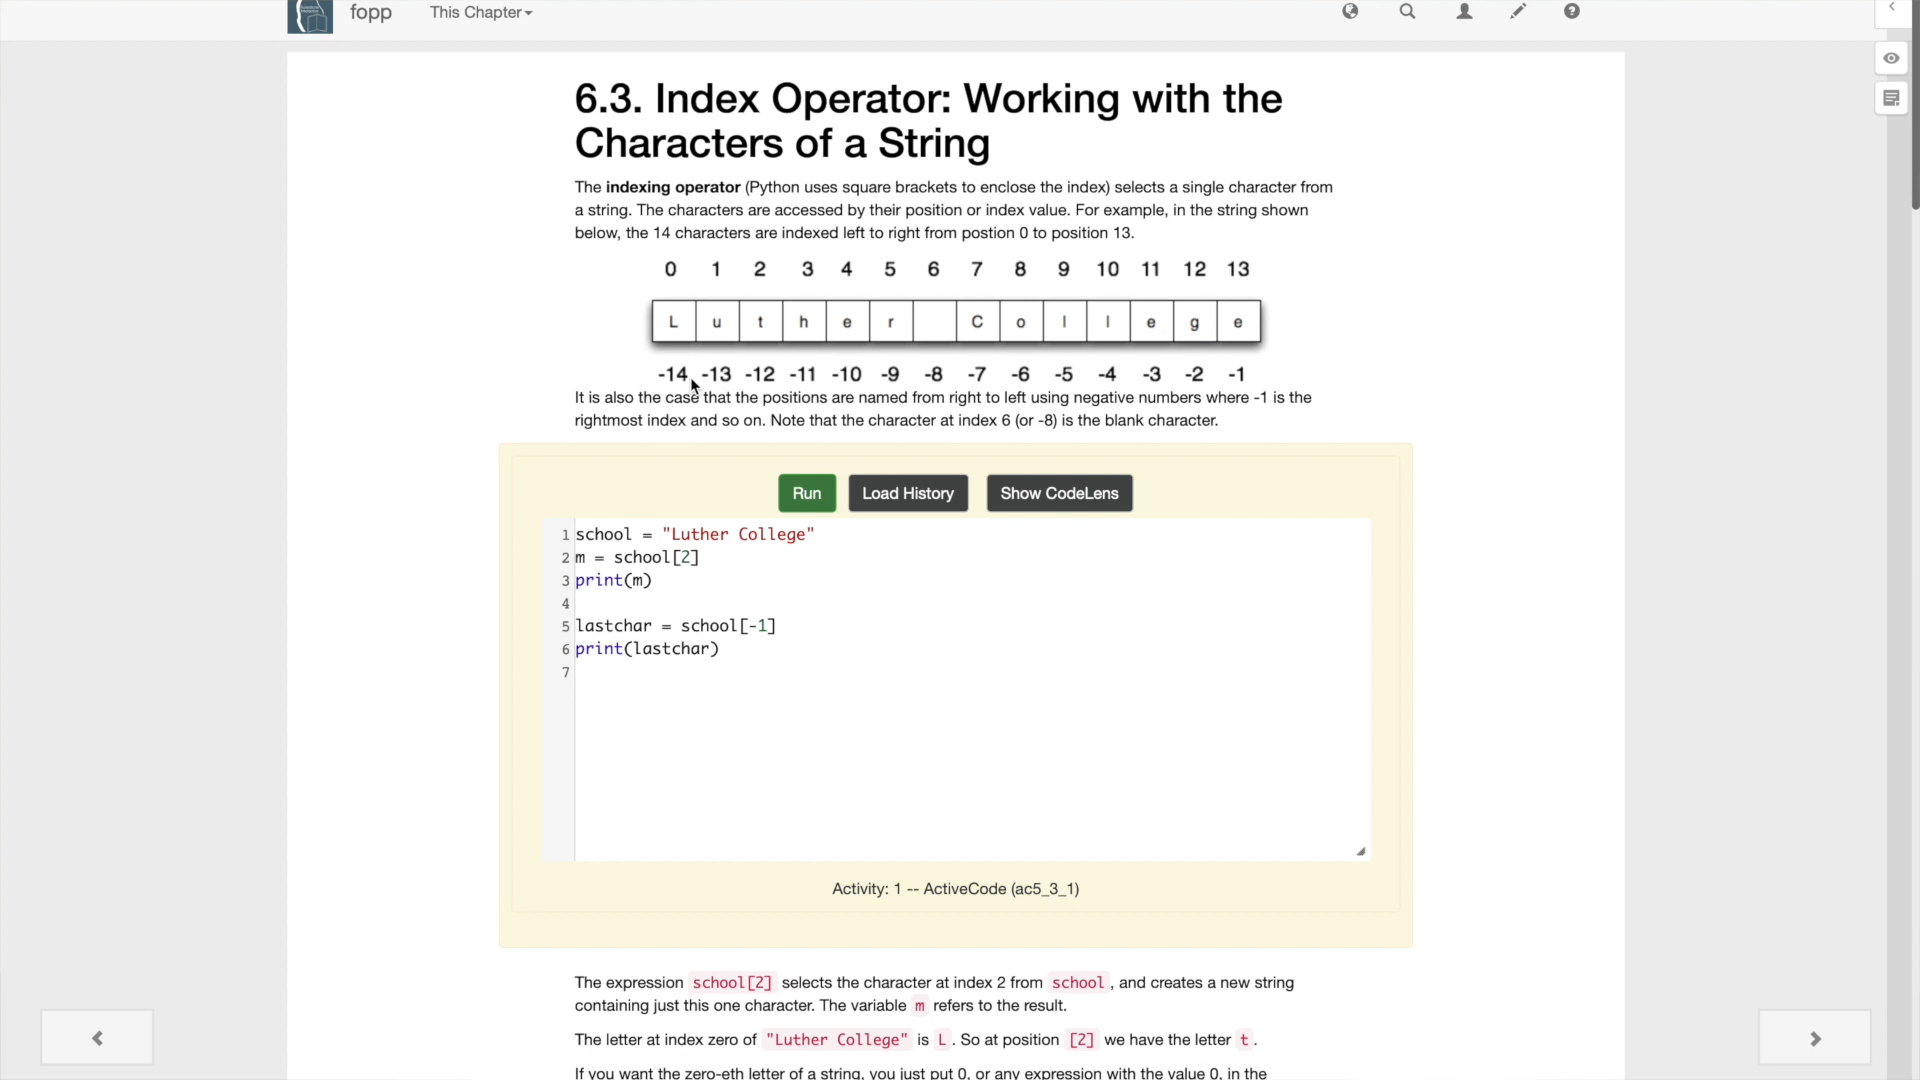 fopp This Chapter
6.3. Index Operator: Working with the
Characters of a String
The indexing operator (Python uses square brackets to enclose the index) selects a single character from
a string. The characters are accessed by their position or index value. For example, in the string shown
below, the 14 characters are indexed left to right from postion 0 to position 13.
0 1 2 3 4 5 6 7 8 9 10 11 12 13
L u t h e r C o l l e g e
-14 -13 -12 -11 -10 -9 -8 -7 -6 -5 -4 -3 -2 -1
It is also the case that the positions are named from right to left using negative numbers where -1 is the
rightmost index and so on. Note that the character at index 6 (or -8) is the blank character.
Run Load History Show CodeLens
1 school = "Luther College"
2 m = school[2]
3 print(m)
4
5 lastchar = school[-1]
6 print(lastchar)
7
Activity: 1 -- ActiveCode (ac5_3_1)
The expression school[2] selects the character at index 2 from school , and creates a new string
containing just this one character. The variable m refers to the result.
The letter at index zero of "Luther College" is L . So at position [2] we have the letter t .
If you want the zero-eth letter of a string, you just put 0, or any expression with the value 0, in the